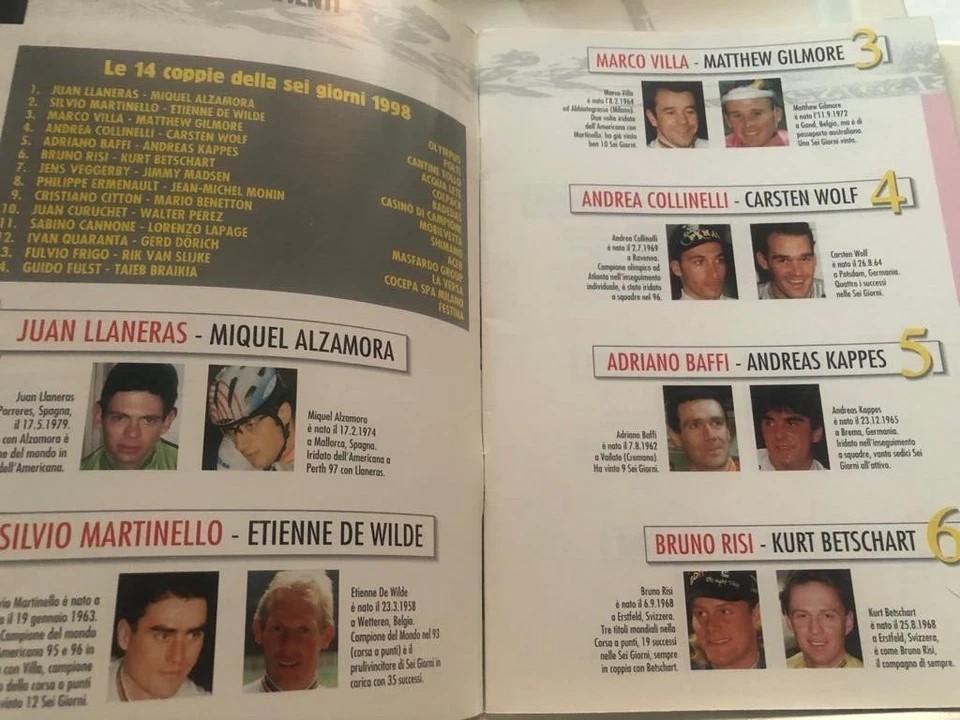 Le 14 coppie della sei giorni 1998
1. JUAN LLANERAS - MIQUEL ALZAMORA
2. SILVIO MARTINELLO - ETIENNE DE WILDE
3. MARCO VILLA - MATTHEW GILMORE
4. ANDREA COLLINELLI - CARSTEN WOLF
5. ADRIANO BAFFI - ANDREAS KAPPES
6. BRUNO RISI - KURT BETSCHART
7. JENS VEGGERBY - JIMMY MADSEN
8. PHILIPPE ERMENAULT - JEAN-MICHEL MONIN
9. CRISTIANO CITTON - MARIO BENETTON
10. JUAN CURUCHET - WALTER PEREZ
11. SABINO CANNONE - LORENZO LAPAGE
12. IVAN QUARANTA - GERD DÖRICH
3. FULVIO FRIGO - RIK VAN SLIJKE
4. GUIDO FULST - TAIEB BRAIKIA
OLYMPUS
FORTI
CANTINE TOLLO
ACQUA LETE
COLPACK
BADEDAS
CASINÒ DI CAMPIONE
MOBILVETTA
SHIMANO
ACER
MASFARDO GROUP
LA VERSA
COCEPA SPA MILANO
FESTINA
JUAN LLANERAS - MIQUEL ALZAMORA
Juan Llaneras
Porreres, Spagna,
il 17.5.1979.
con Alzamora è
ne del mondo in
dell'Americana.
Miquel Alzamora
è nato il 17.2.1974
a Mallorca, Spagna.
Iridato dell'Americana a
Perth 97 con Llaneras.
SILVIO MARTINELLO - ETIENNE DE WILDE
vio Martinello è nato a
il 19 gennaio 1963.
Campione del mondo
Americana 95 e 96 in
con Villa, campione
della corsa a punti
vinto 12 Sei Giorni.
Etienne De Wilde
è nato il 23.3.1958
a Wetteren, Belgio.
Campione del Mondo nel 93
(corsa a punti) è il
prulivincitore di Sei Giorni in
carica con 35 successi.
MARCO VILLA - MATTHEW GILMORE 3
Marco Villa
è nato l'8.2.1964
ad Abbiategrasso (Milano).
Due volte iridato
dell'Americana con
Martinello, ha già vinto
ben 10 Sei Giorni.
Matthew Gilmore
è nato l'11.9.1972
a Gand, Belgio, ma è di
passaporto australiano.
Una Sei Giorni vinta.
ANDREA COLLINELLI - CARSTEN WOLF 4
Andrea Collinelli
è nato il 2.7.1969
a Ravenna.
Campione olimpico ad
Atlanta nell'inseguimento
individuale, è stato iridato
a squadre nel 96.
Carsten Wolf
è nato il 26.8.64
a Potsdam, Germania.
Quattro i successi
nelle Sei Giorni.
ADRIANO BAFFI - ANDREAS KAPPES 5
Adriano Baffi
è nato il 7.8.1962
a Vailate (Cremona).
Ha vinto 9 Sei Giorni.
Andreas Kappes
è nato il 23.12.1965
a Brema, Germania.
Iridato nell'inseguimento
a squadre, vanta sedici Sei
Giorni all'attivo.
BRUNO RISI - KURT BETSCHART 6
Bruno Risi
è nato il 6.9.1968
a Erstfeld, Svizzera.
Tre titoli mondiali nella
Corsa a punti, 19 successi
nelle Sei Giorni, sempre
in coppia con Betschart.
Kurt Betschart
è nato il 25.8.1968
a Erstfeld, Svizzera,
è come Bruno Risi,
il compagno di sempre.